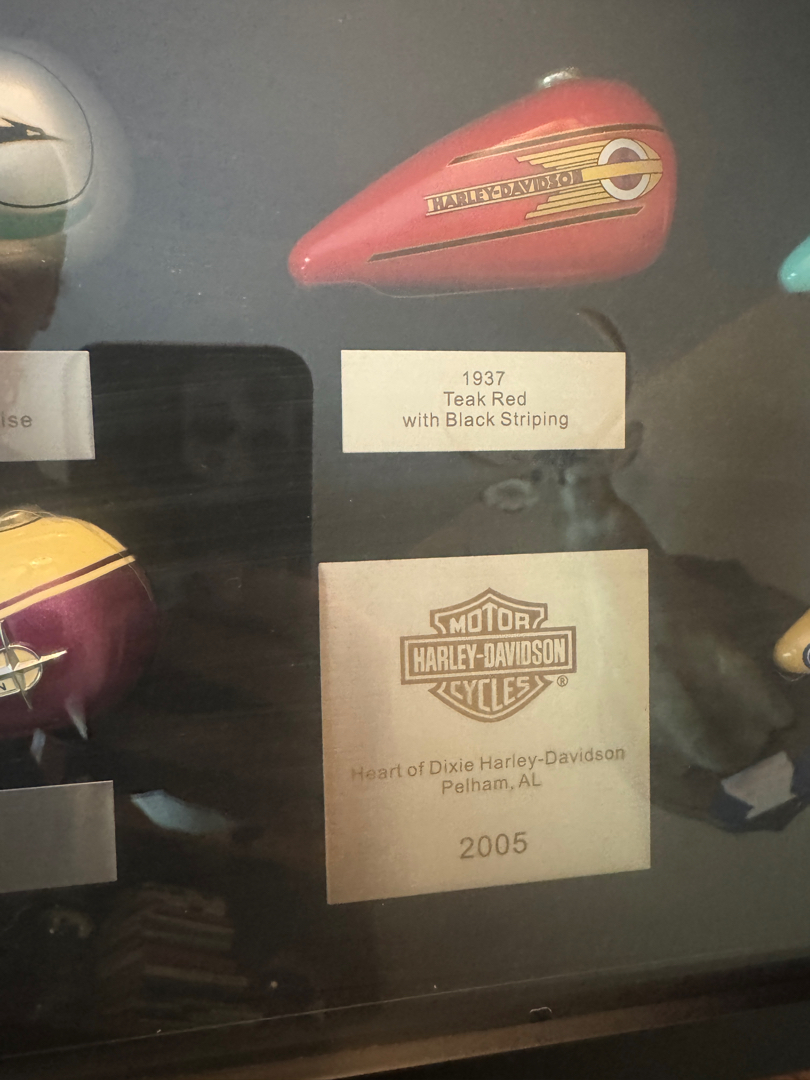 HARLEY-DAVIDSON
1937
Teak Red
with Black Striping
ise
MOTOR
HARLEY-DAVIDSON
CYCLES
®
Heart of Dixie Harley-Davidson
Pelham, AL
2005